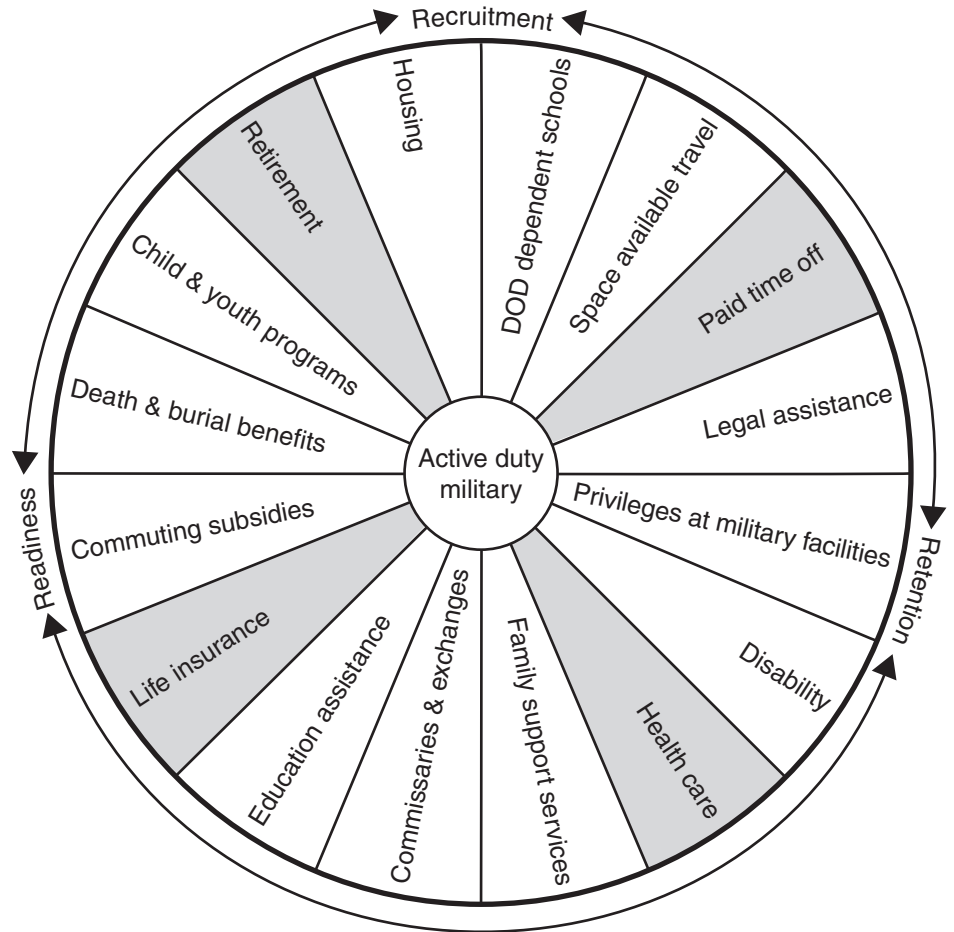 Recruitment
Housing
DOD dependent schools
Space available travel
Paid time off
Legal assistance
Privileges at military facilities
Disability
Health care
Family support services
Commissaries & exchanges
Education assistance
Life insurance
Commuting subsidies
Death & burial benefits
Child & youth programs
Retirement
Active duty
military
Retention
Readiness